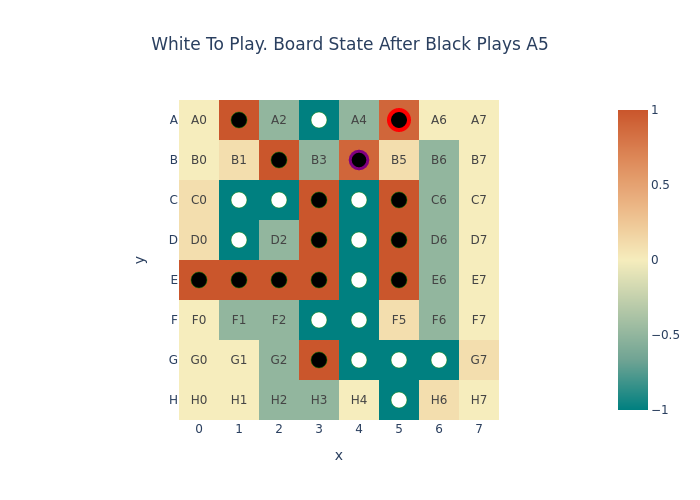 White To Play. Board State After Black Plays A5
A A0 A2 A4 A6 A7
B B0 B1 B3 B5 B6 B7
C C0 C6 C7
D D0 D2 D6 D7
E E6 E7
F F0 F1 F2 F5 F6 F7
G G0 G1 G2 G7
H H0 H1 H2 H3 H4 H6 H7
0 1 2 3 4 5 6 7
x
y
1
0.5
0
−0.5
−1